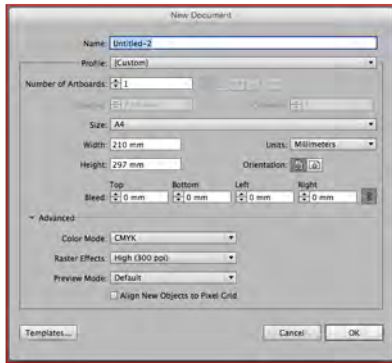 New Document
Name: Untitled-2
Profile: [Custom]
Number of Artboards: 1
Size: A4
Width: 210 mm Units: Millimeters
Height: 297 mm Orientation:
Top Bottom Left Right
Bleed: 0 mm 0 mm 0 mm 0 mm
Advanced
Color Mode: CMYK
Raster Effects: High (300 ppi)
Preview Mode: Default
Align New Objects to Pixel Grid
Templates... Cancel OK